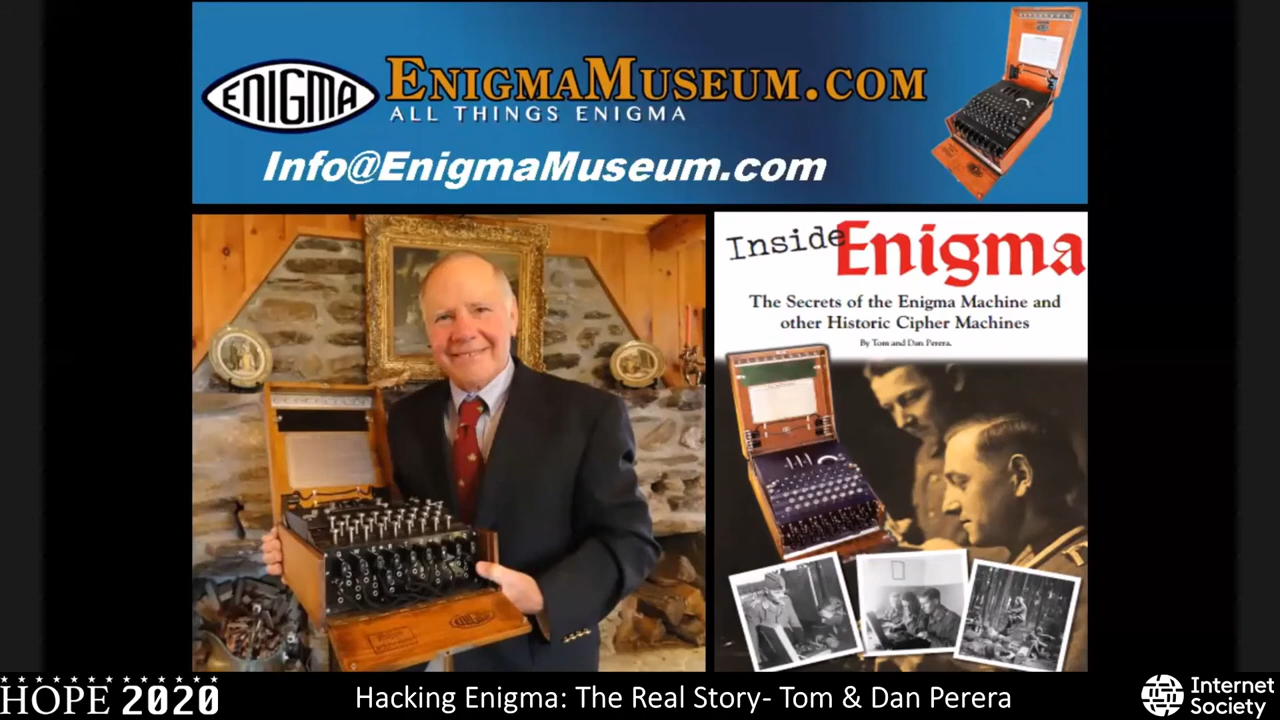 ENIGMA
ENIGMAMUSEUM.COM
ALL THINGS ENIGMA
Info@EnigmaMuseum.com
Inside Enigma
The Secrets of the Enigma Machine and
other Historic Cipher Machines
By Tom and Dan Perera.
ENIGMA
HOPE 2020
Hacking Enigma: The Real Story- Tom & Dan Perera
Internet
Society